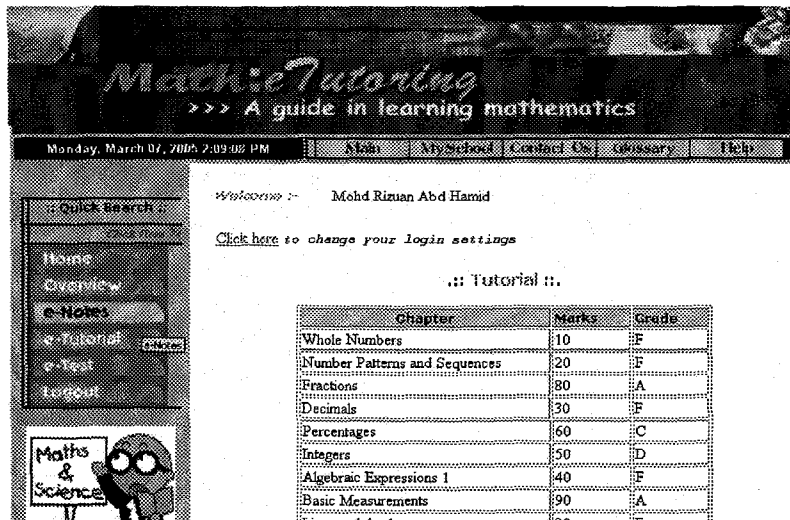 Math:eTutoring
>>> A guide in learning mathematics
Monday, March 07, 2005 2:09:08 PM
Main MySchool Contact Us Glossary Help
.:: Quick Search ::.
Welcome :- Mohd Rizuan Abd Hamid
Click here to change your login settings
Home
Overview
e-Notes
e-Tutorial
e-Notes
e-Test
Logout
.:: Tutorial ::.
Chapter Marks Grade
Whole Numbers 10 F
Number Patterns and Sequences 20 F
Fractions 80 A
Decimals 30 F
Percentages 60 C
Integers 50 D
Algebraic Expressions 1 40 F
Basic Measurements 90 A
Maths
&
Science